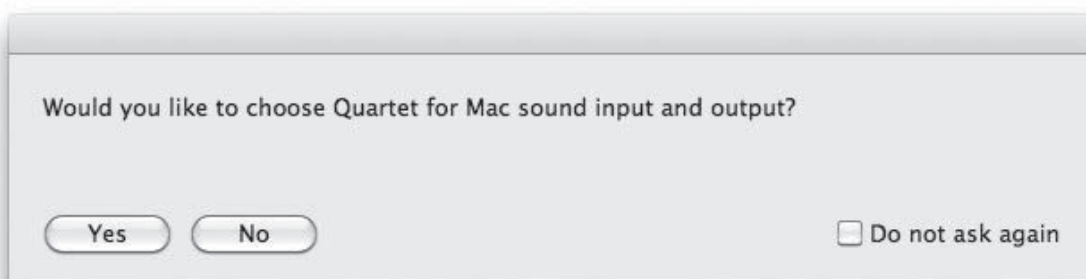 Would you like to choose Quartet for Mac sound input and output?
Yes No Do not ask again